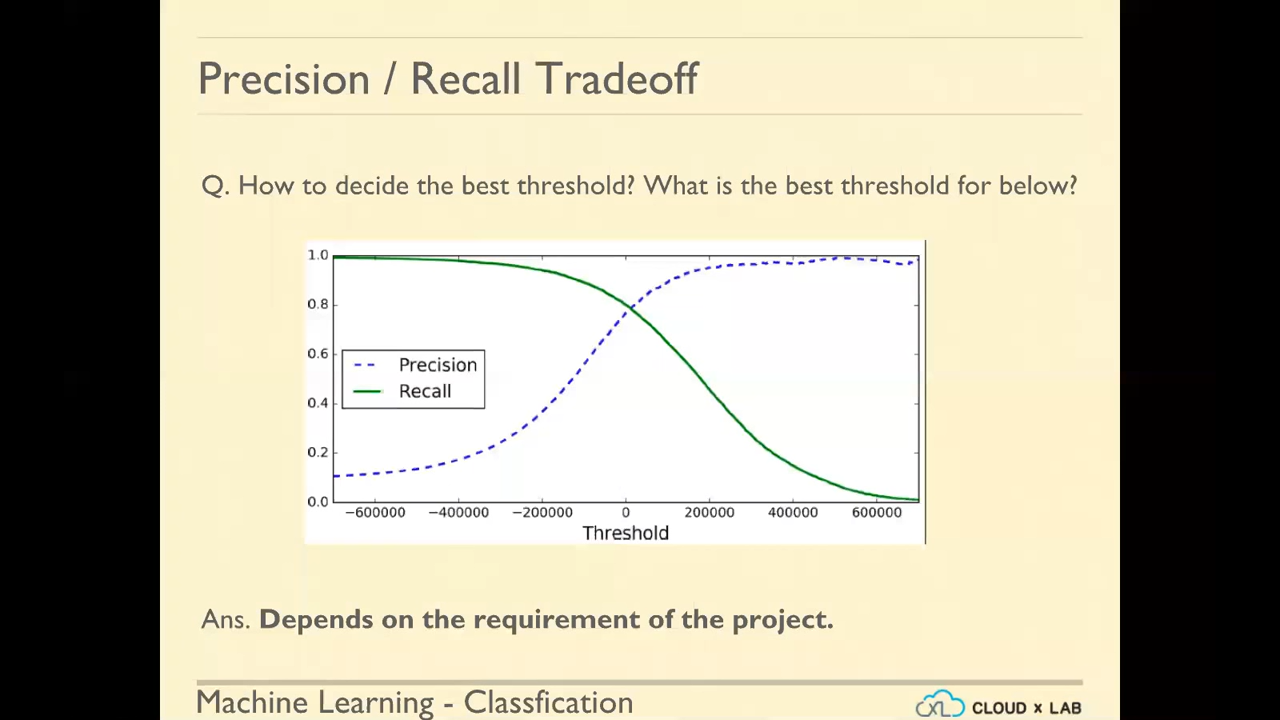 Precision / Recall Tradeoff
Q. How to decide the best threshold? What is the best threshold for below?
1.0
0.8
0.6
0.4
0.2
0.0
Precision
Recall
−600000 −400000 −200000 0 200000 400000 600000
Threshold
Ans. Depends on the requirement of the project.
Machine Learning - Classfication
XL CLOUD x LAB